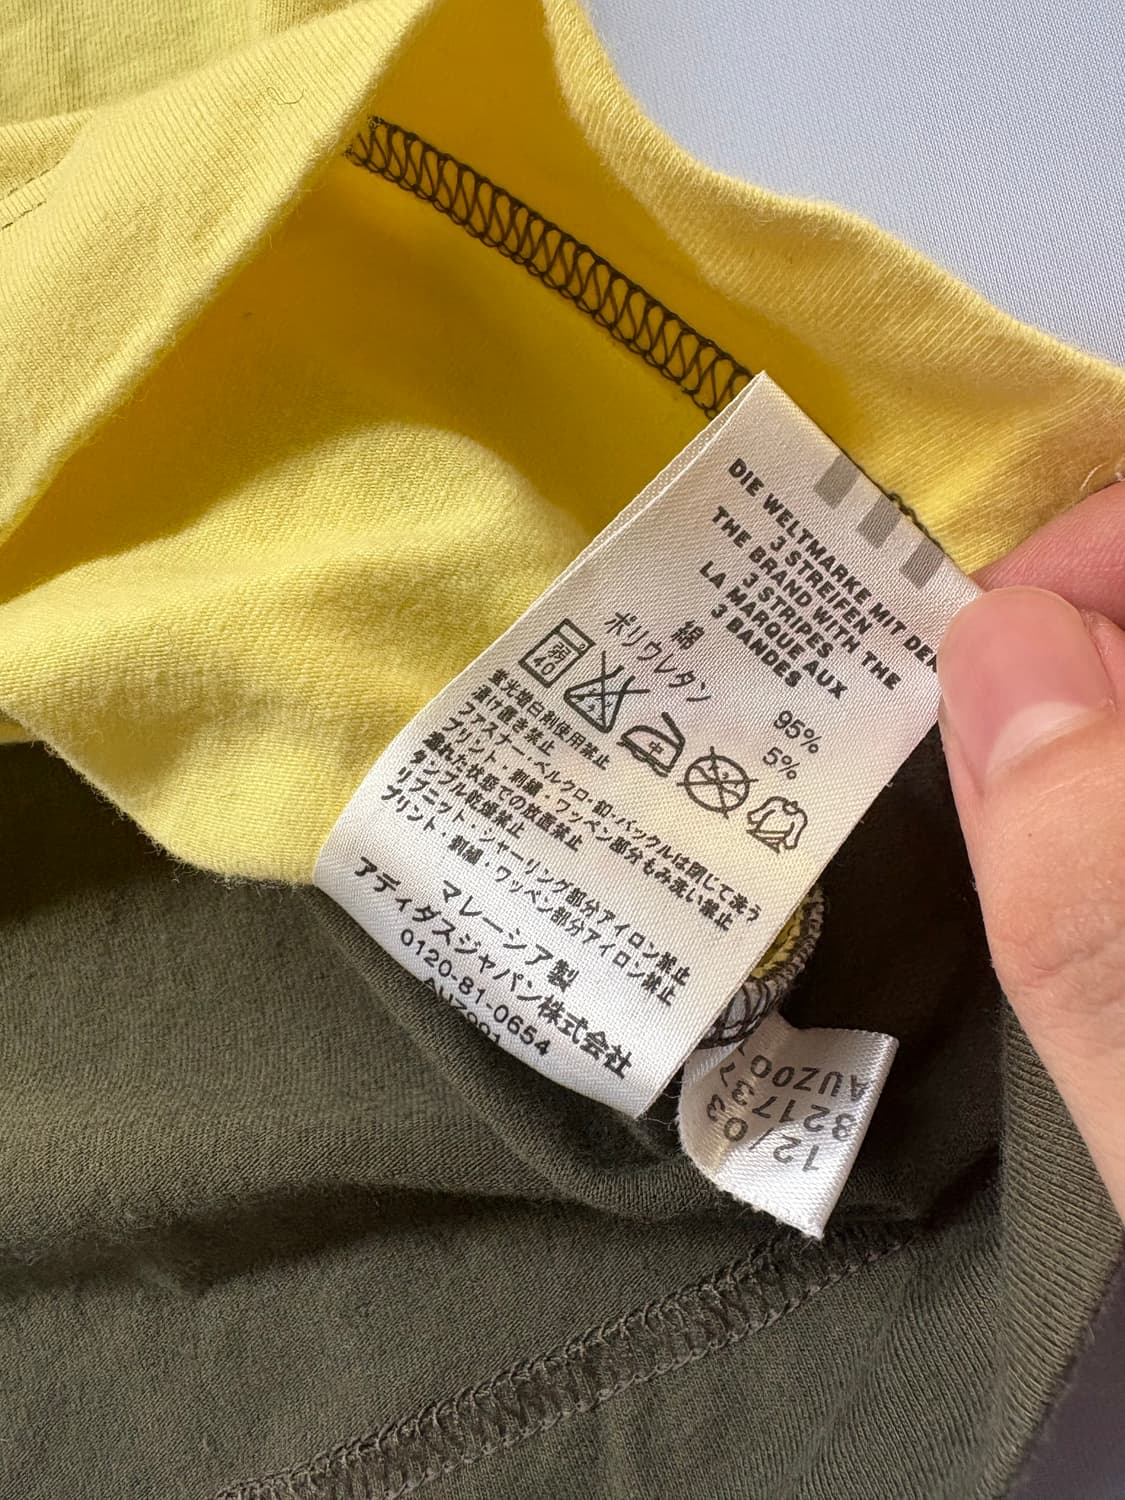 DIE WELTMARKE MIT DEN
3 STREIFEN
THE BRAND WITH THE
3 STRIPES
LA MARQUE AUX
3 BANDES
綿 95%
ポリウレタン 5%
弱
40
中
蛍光増白剤使用禁止
漬け置き禁止
ファスナー・ベルクロ・釦・バックルは閉じて洗う
プリント・刺繍・ワッペン部分もみ洗い禁止
濡れた状態での放置禁止
タンブル乾燥禁止
リブニット・シャーリング部分アイロン禁止
プリント・刺繍・ワッペン部分アイロン禁止
マレーシア製
アディダスジャパン株式会社
0120-81-0654
AUZ001
12/03
821737
AUZ00